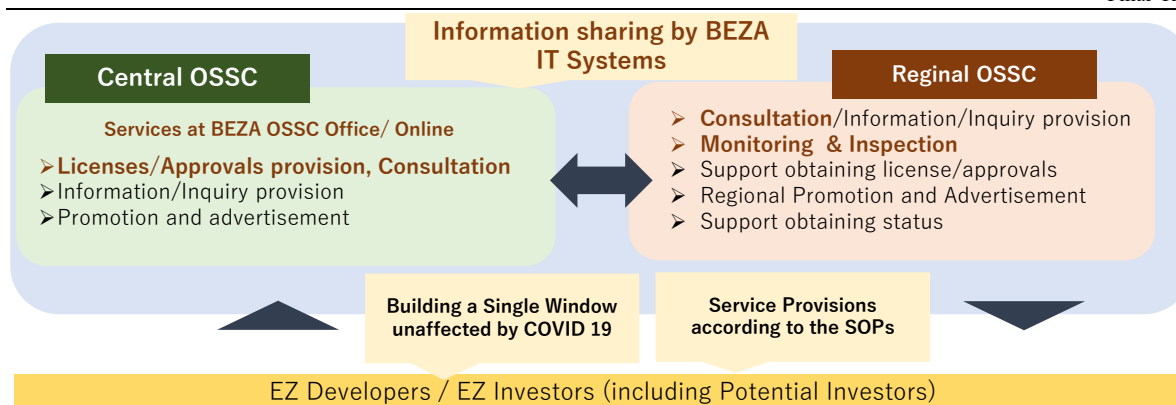 Information sharing by BEZA
IT Systems
Central OSSC
Services at BEZA OSSC Office/ Online
➢Licenses/Approvals provision, Consultation
➢Information/Inquiry provision
➢Promotion and advertisement
Reginal OSSC
➢ Consultation/Information/Inquiry provision
➢ Monitoring & Inspection
➢ Support obtaining license/approvals
➢ Regional Promotion and Advertisement
➢ Support obtaining status
Building a Single Window
unaffected by COVID 19
Service Provisions
according to the SOPs
EZ Developers / EZ Investors (including Potential Investors)